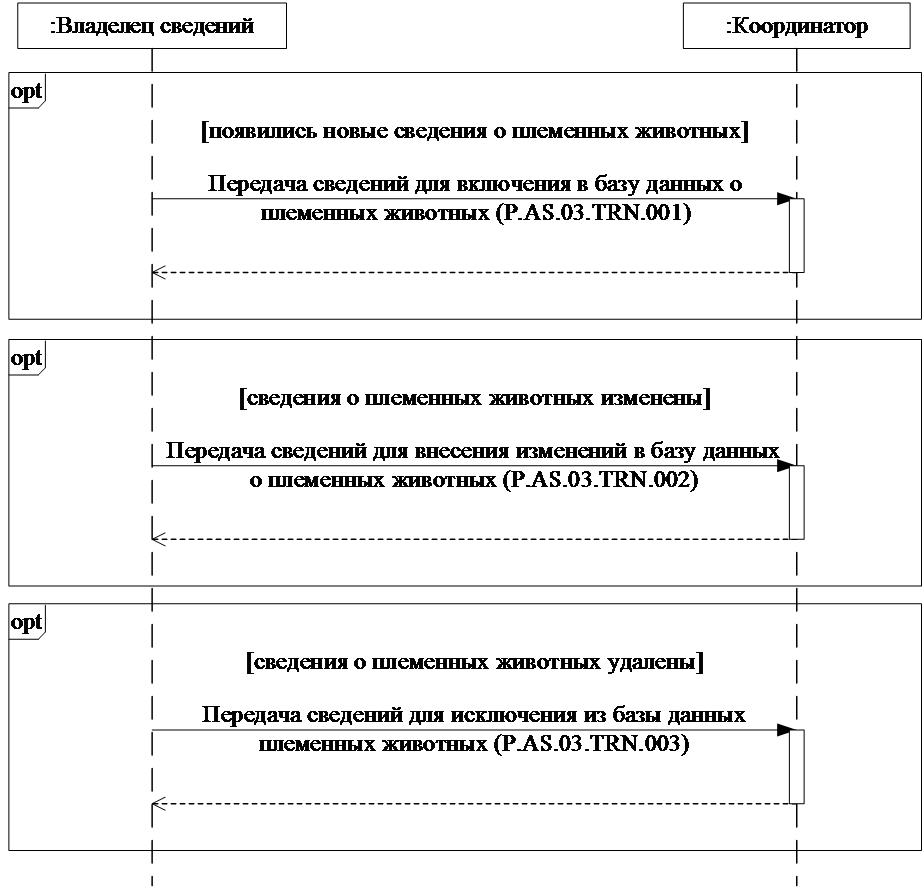 :Владелец сведений
:Координатор
opt
[появились новые сведения о племенных животных]
Передача сведений для включения в базу данных о
племенных животных (P.AS.03.TRN.001)
opt
[сведения о племенных животных изменены]
Передача сведений для внесения изменений в базу данных
о племенных животных (P.AS.03.TRN.002)
opt
[сведения о племенных животных удалены]
Передача сведений для исключения из базы данных
племенных животных (P.AS.03.TRN.003)